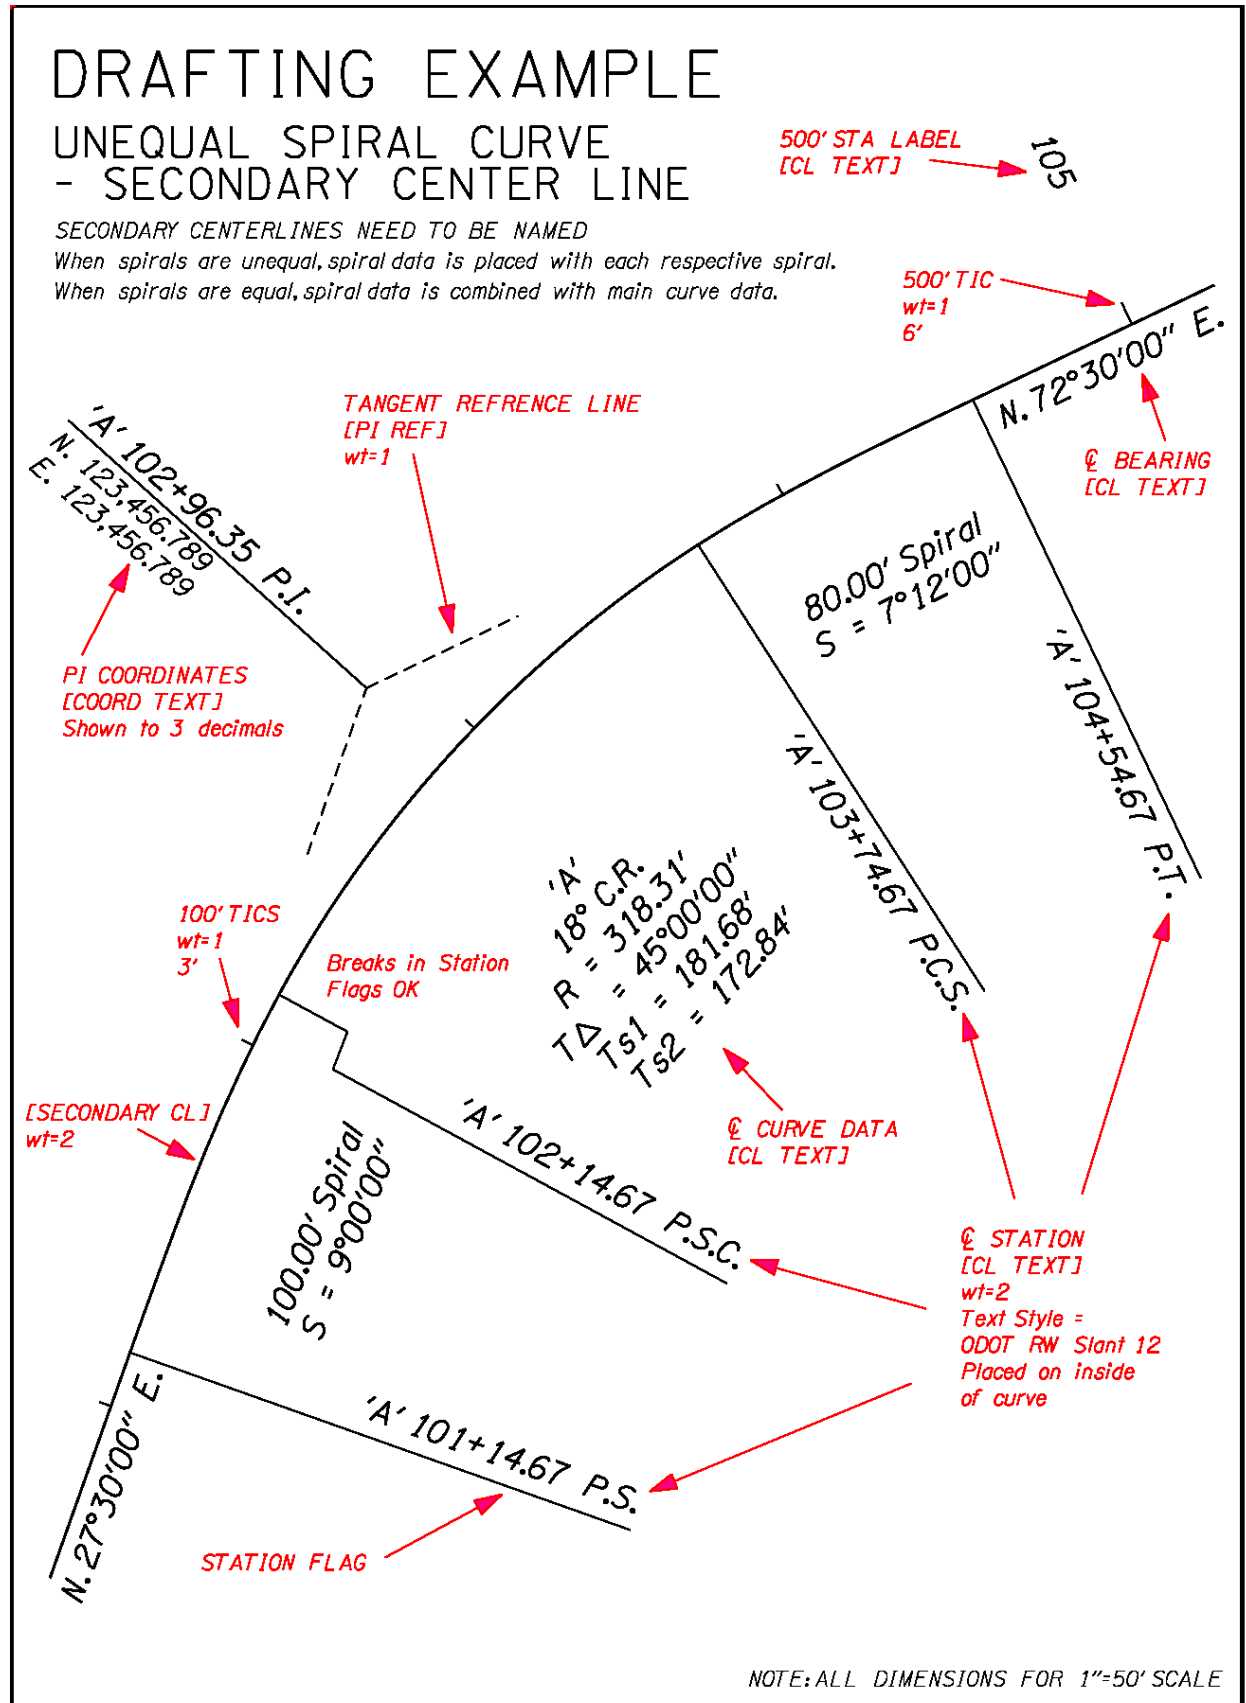 DRAFTING EXAMPLE
UNEQUAL SPIRAL CURVE
- SECONDARY CENTER LINE
SECONDARY CENTERLINES NEED TO BE NAMED
When spirals are unequal, spiral data is placed with each respective spiral.
When spirals are equal, spiral data is combined with main curve data.
500' STA LABEL
[CL TEXT]
105
500' TIC
wt=1
6'
N. 72°30'00" E.
℄ BEARING
[CL TEXT]
TANGENT REFRENCE LINE
[PI REF]
wt=1
'A' 102+96.35 P.I.
N. 123,456.789
E. 123,456.789
PI COORDINATES
[COORD TEXT]
Shown to 3 decimals
80.00' Spiral
S = 7°12'00"
'A' 104+54.67 P.T.
'A' 103+74.67 P.C.S.
'A'
18° C.R.
R = 318.31'
TΔ = 45°00'00"
Ts1 = 181.68'
Ts2 = 172.84'
100' TICS
wt=1
3'
Breaks in Station
Flags OK
[SECONDARY CL]
wt=2
℄ CURVE DATA
[CL TEXT]
'A' 102+14.67 P.S.C.
100.00' Spiral
S = 9°00'00"
℄ STATION
[CL TEXT]
wt=2
Text Style =
ODOT RW Slant 12
Placed on inside
of curve
'A' 101+14.67 P.S.
N. 27°30'00" E.
STATION FLAG
NOTE: ALL DIMENSIONS FOR 1"=50' SCALE